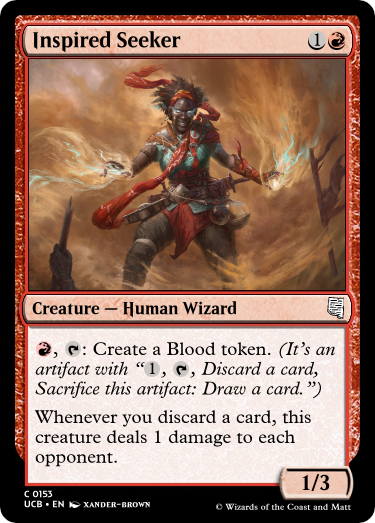 Inspired Seeker 1
Creature — Human Wizard
, : Create a Blood token. (It's an
artifact with “1, , Discard a card,
Sacrifice this artifact: Draw a card.”)
Whenever you discard a card, this
creature deals 1 damage to each
opponent.
1/3
C 0153
UCB • EN XANDER-BROWN
© Wizards of the Coast and Matt